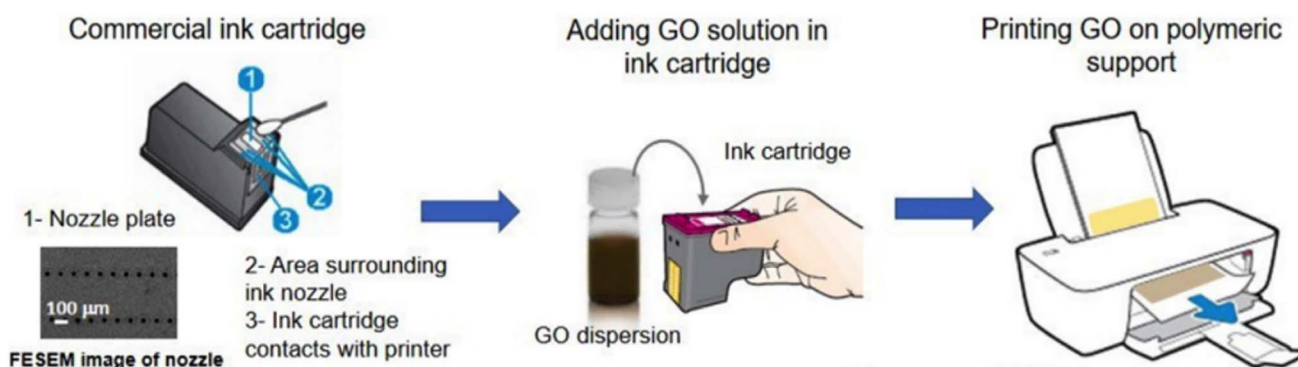 Commercial ink cartridge
1
2
3
1- Nozzle plate
100 µm
FESEM image of nozzle
2- Area surrounding
ink nozzle
3- Ink cartridge
contacts with printer
Adding GO solution in
ink cartridge
Ink cartridge
GO dispersion
Printing GO on polymeric
support